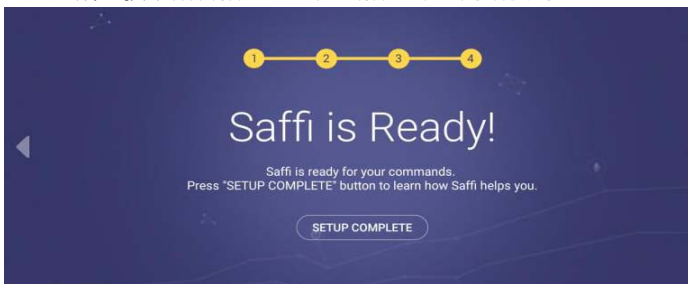 1 2 3 4
Saffi is Ready!
Saffi is ready for your commands.
Press "SETUP COMPLETE" button to learn how Saffi helps you.
SETUP COMPLETE